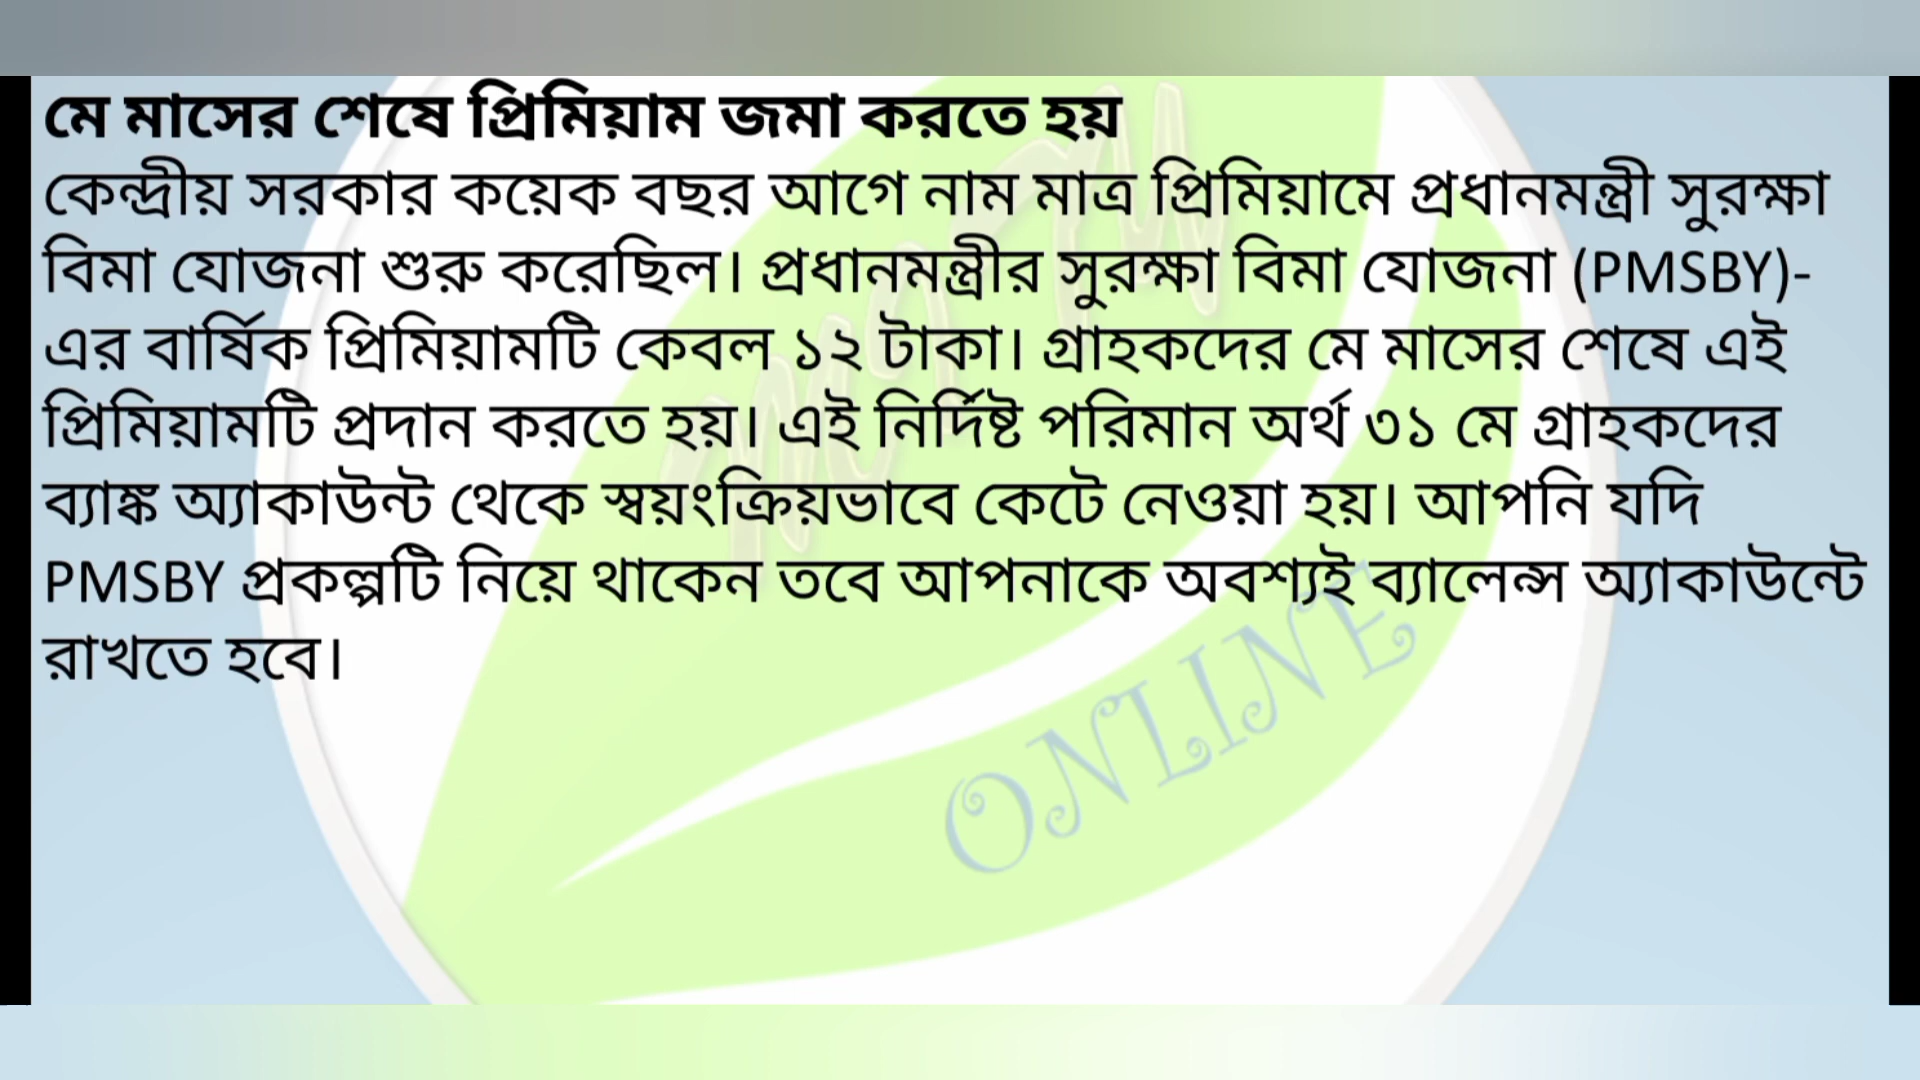 মে মাসের শেষে প্রিমিয়াম জমা করতে হয়
কেন্দ্রীয় সরকার কয়েক বছর আগে নাম মাত্র প্রিমিয়ামে প্রধানমন্ত্রী সুরক্ষা
বিমা যোজনা শুরু করেছিল। প্রধানমন্ত্রীর সুরক্ষা বিমা যোজনা (PMSBY)-
এর বার্ষিক প্রিমিয়ামটি কেবল ১২ টাকা। গ্রাহকদের মে মাসের শেষে এই
প্রিমিয়ামটি প্রদান করতে হয়। এই নির্দিষ্ট পরিমান অর্থ ৩১ মে গ্রাহকদের
ব্যাঙ্ক অ্যাকাউন্ট থেকে স্বয়ংক্রিয়ভাবে কেটে নেওয়া হয়। আপনি যদি
PMSBY প্রকল্পটি নিয়ে থাকেন তবে আপনাকে অবশ্যই ব্যালেন্স অ্যাকাউন্টে
রাখতে হবে।
ONLINE